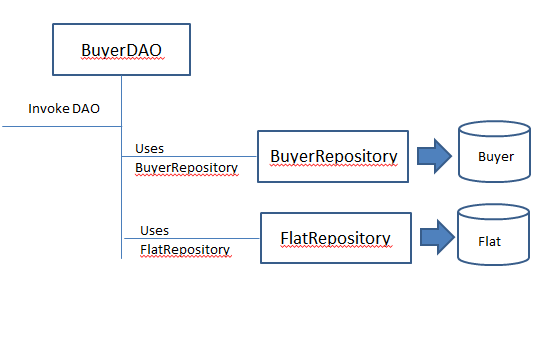 BuyerDAO
Invoke DAO
Uses
BuyerRepository
BuyerRepository
Buyer
Uses
FlatRepository
FlatRepository
Flat